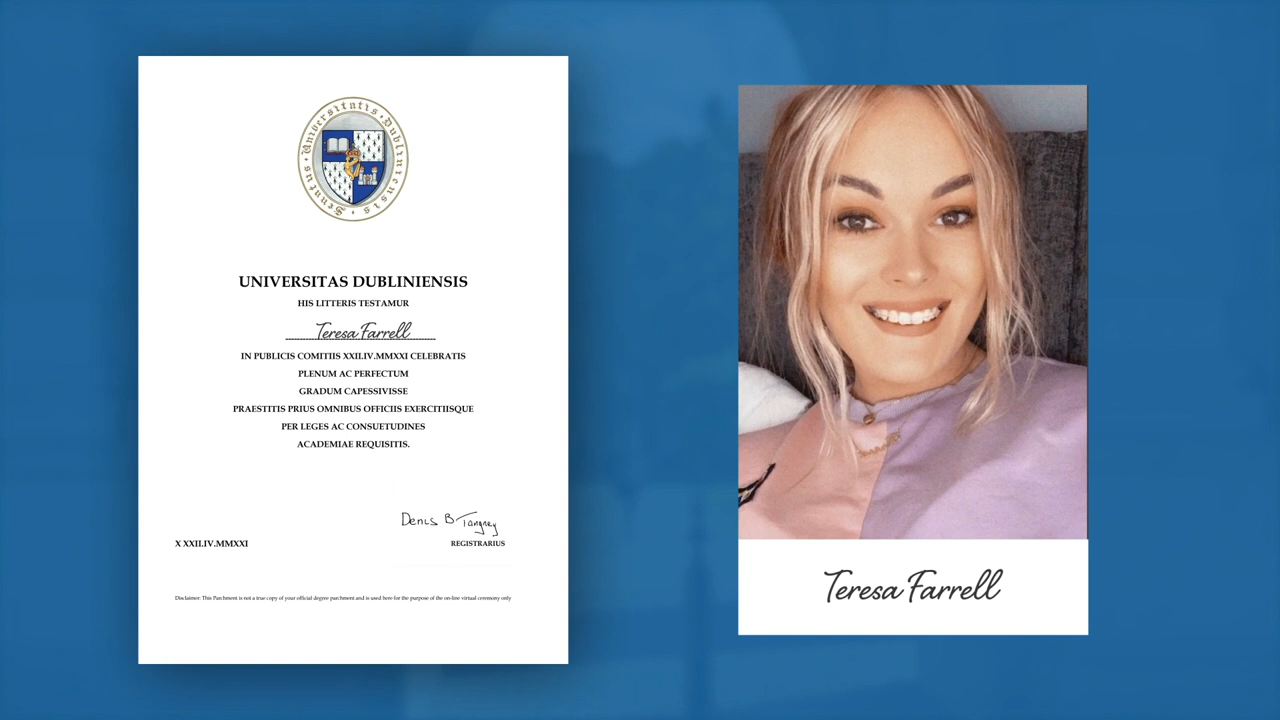 Senatus · Universitatis · Dubliniensis ·
UNIVERSITAS DUBLINIENSIS
HIS LITTERIS TESTAMUR
Teresa Farrell
IN PUBLICIS COMITIIS XXII.IV.MMXXI CELEBRATIS
PLENUM AC PERFECTUM
GRADUM CAPESSIVISSE
PRAESTITIS PRIUS OMNIBUS OFFICIIS EXERCITIISQUE
PER LEGES AC CONSUETUDINES
ACADEMIAE REQUISITIS.
Denis B Tangney
X XXII.IV.MMXXI
REGISTRARIUS
Disclaimer: This Parchment is not a true copy of your official degree parchment and is used here for the purpose of the on-line virtual ceremony only
Teresa Farrell